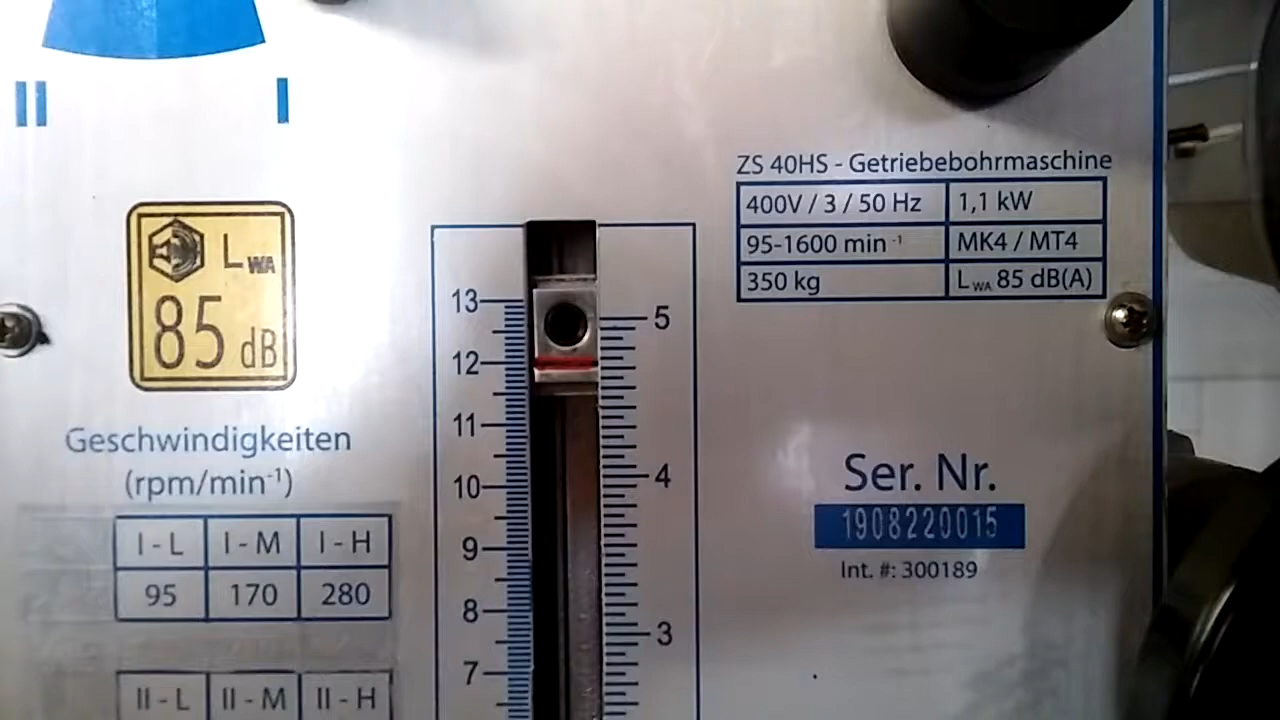 II I
ZS 40HS - Getriebebohrmaschine
400V / 3 / 50 Hz 1,1 kW
95-1600 min -1 MK4 / MT4
350 kg LWA 85 dB(A)
LWA
85 dB
13
5
12
11
10
4
9
8
3
7
Geschwindigkeiten
(rpm/min-1)
I - L I - M I - H
95 170 280
II - L II - M II - H
Ser. Nr.
1908220015
Int. #: 300189